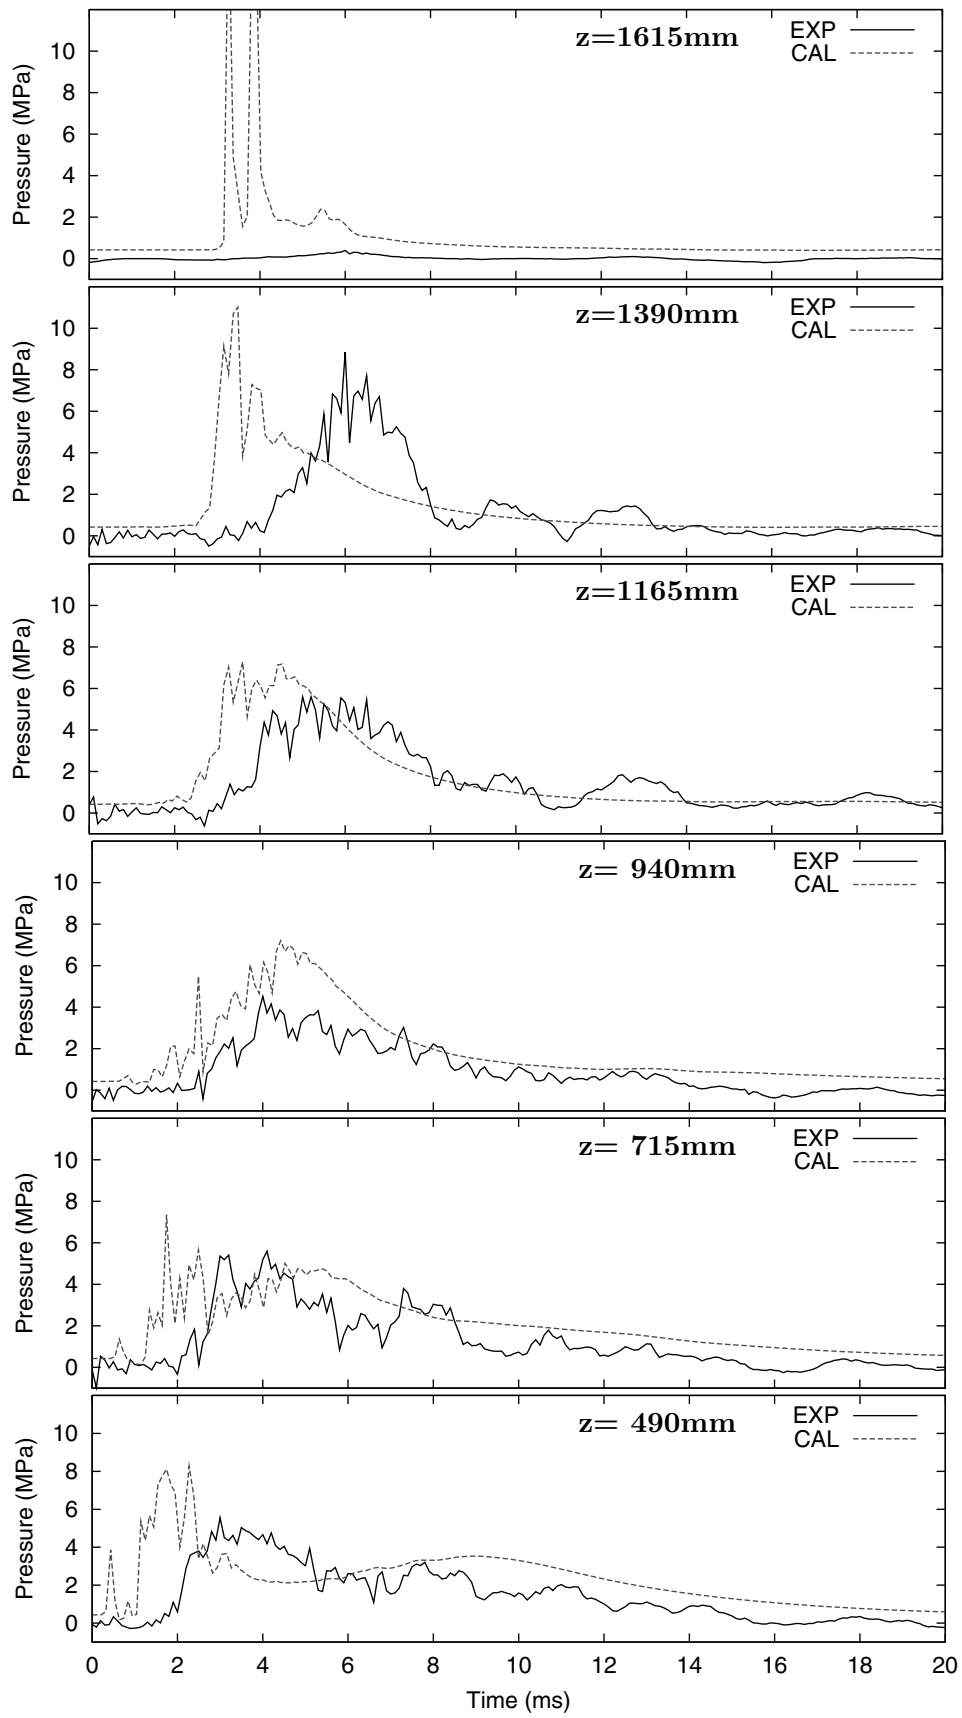 z=1615mm
EXP
CAL
Pressure (MPa)
10
8
6
4
2
0
z=1390mm
EXP
CAL
Pressure (MPa)
10
8
6
4
2
0
z=1165mm
EXP
CAL
Pressure (MPa)
10
8
6
4
2
0
z= 940mm
EXP
CAL
Pressure (MPa)
10
8
6
4
2
0
z= 715mm
EXP
CAL
Pressure (MPa)
10
8
6
4
2
0
z= 490mm
EXP
CAL
Pressure (MPa)
10
8
6
4
2
0
0 2 4 6 8 10 12 14 16 18 20
Time (ms)